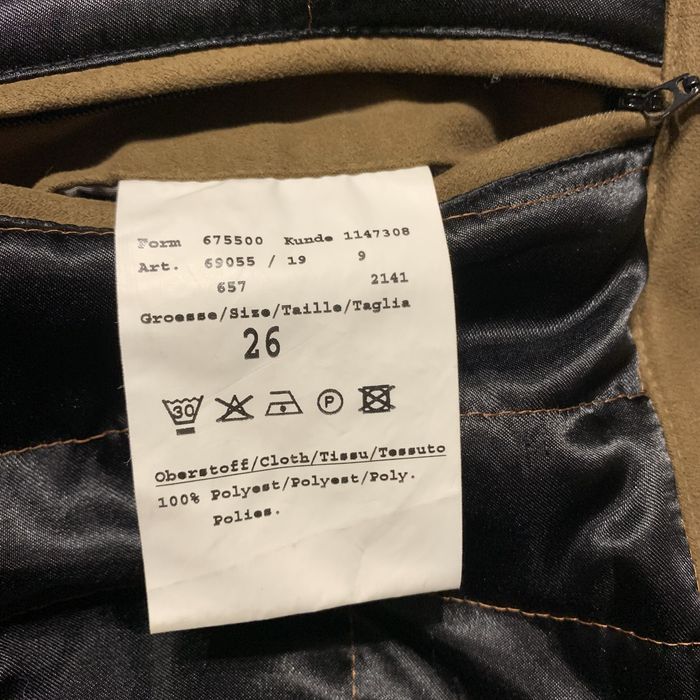 Form 675500 Kunde 1147308
Art. 69055 / 19 9
657 2141
Groesse/Size/Taille/Taglia
26
30 P
Oberstoff/Cloth/Tissu/Tessuto
100% Polyest/Polyest/Poly.
Polies.